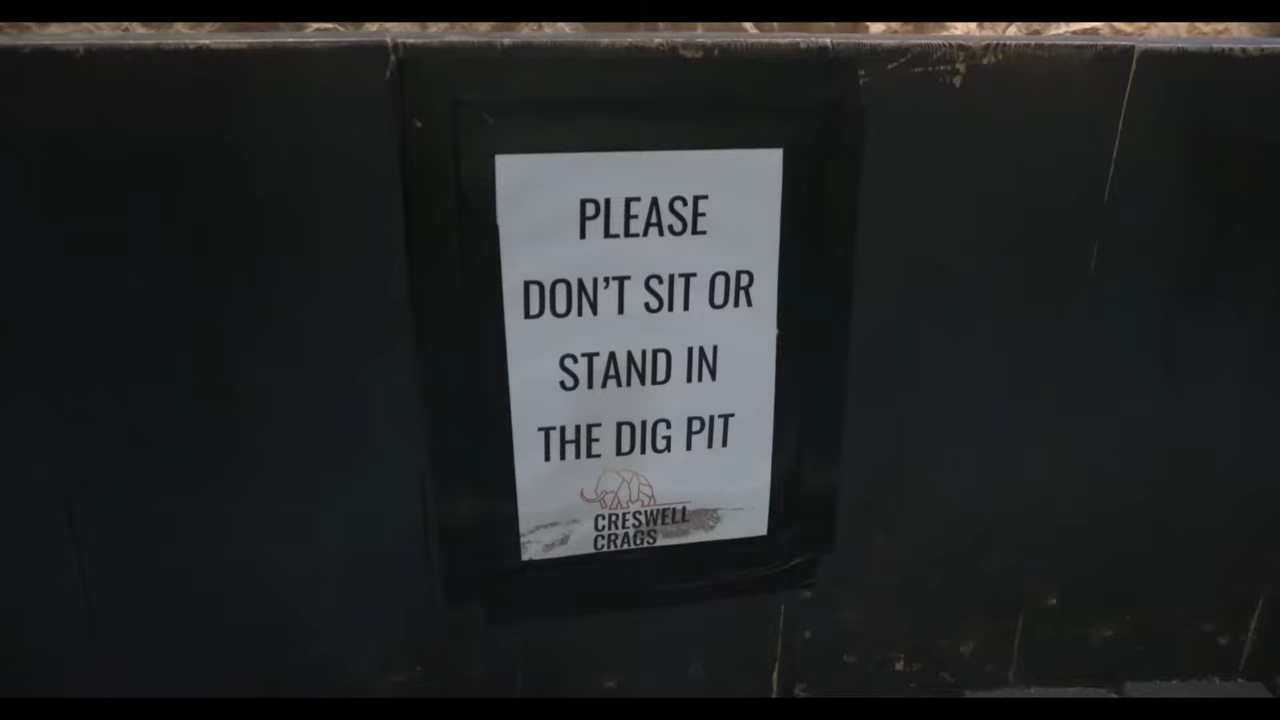 PLEASE
DON'T SIT OR
STAND IN
THE DIG PIT
CRESWELL
CRAGS